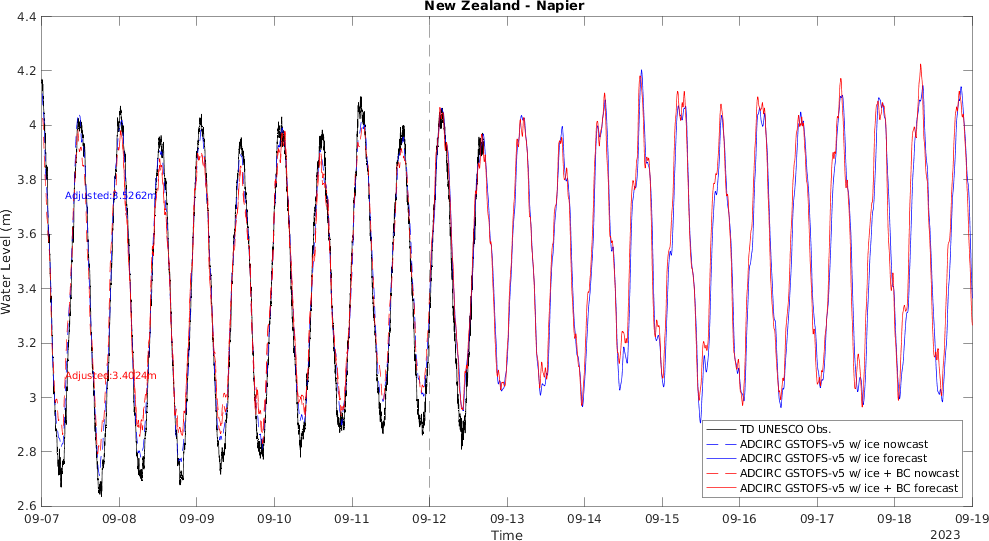 New Zealand - Napier
4.4
4.2
4
3.8
3.6
3.4
3.2
3
2.8
2.6
Water Level (m)
Adjusted:3.5262m
Adjusted:3.4024m
TD UNESCO Obs.
ADCIRC GSTOFS-v5 w/ ice nowcast
ADCIRC GSTOFS-v5 w/ ice forecast
ADCIRC GSTOFS-v5 w/ ice + BC nowcast
ADCIRC GSTOFS-v5 w/ ice + BC forecast
09-07 09-08 09-09 09-10 09-11 09-12 09-13 09-14 09-15 09-16 09-17 09-18 09-19
Time
2023